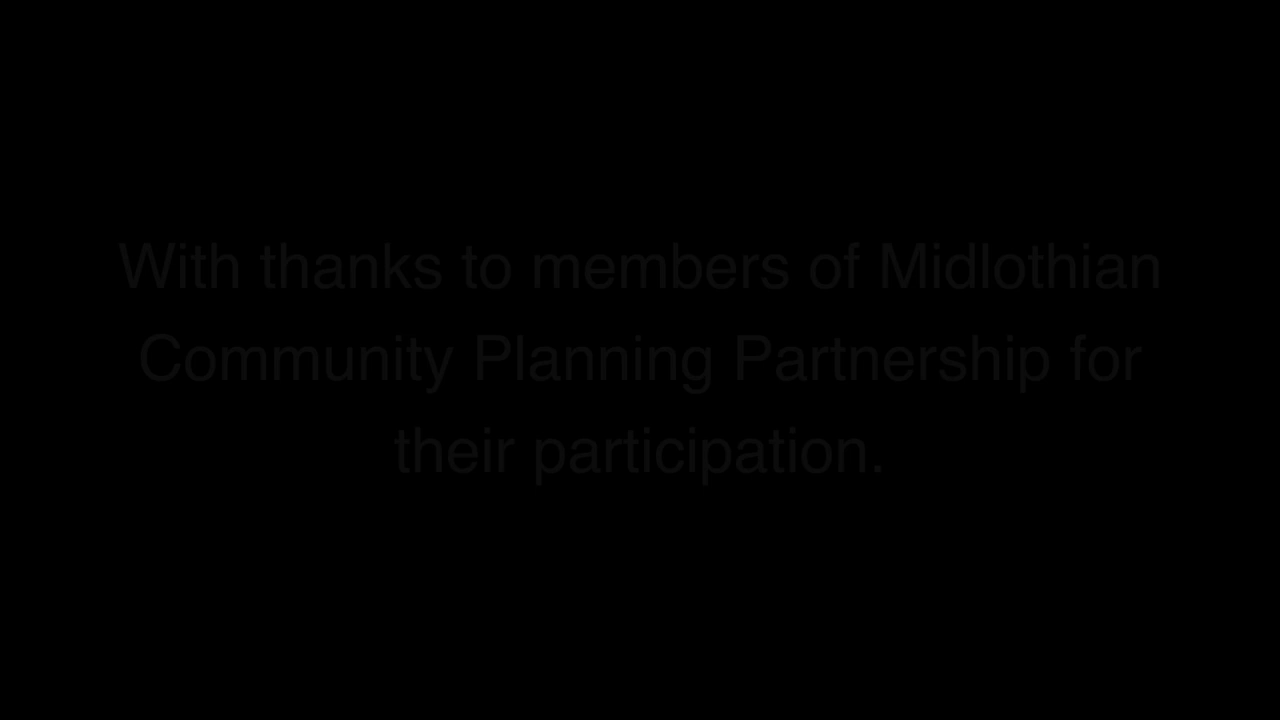 With thanks to members of Midlothian
Community Planning Partnership for
their participation.